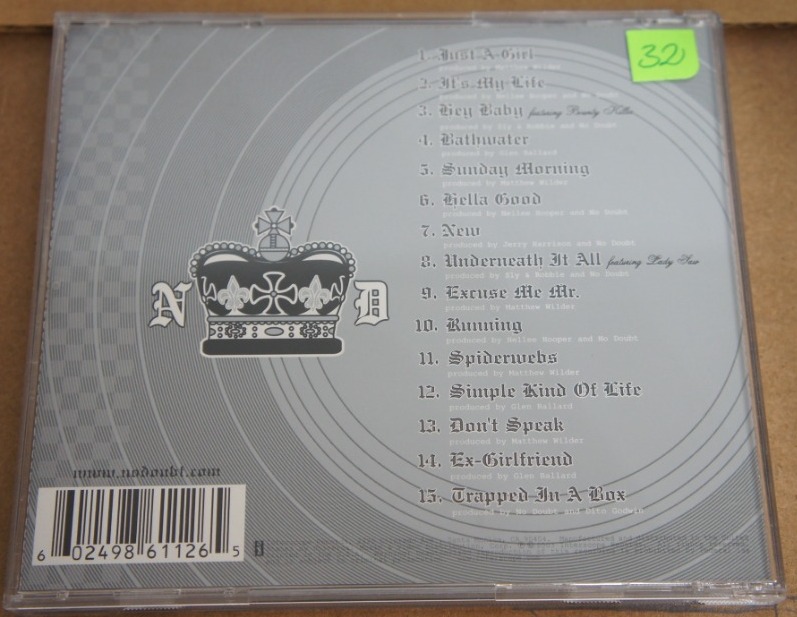 32
1. Just A Girl
produced by Matthew Wilder
2. It's My Life
produced by Nellee Hooper and No Doubt
3. Hey Baby featuring Bounty Killer
produced by Sly & Robbie and No Doubt
4. Bathwater
produced by Glen Ballard
5. Sunday Morning
produced by Matthew Wilder
6. Hella Good
produced by Nellee Hooper and No Doubt
7. New
produced by Jerry Harrison and No Doubt
8. Underneath It All featuring Lady Saw
produced by Sly & Robbie and No Doubt
9. Excuse Me Mr.
produced by Matthew Wilder
10. Running
produced by Nellee Hooper and No Doubt
11. Spiderwebs
produced by Matthew Wilder
12. Simple Kind Of Life
produced by Glen Ballard
13. Don't Speak
produced by Matthew Wilder
14. Ex-Girlfriend
produced by Glen Ballard
15. Trapped In A Box
produced by No Doubt and Dito Godwin
N D
www.nodoubt.com
6 02498 61126 5